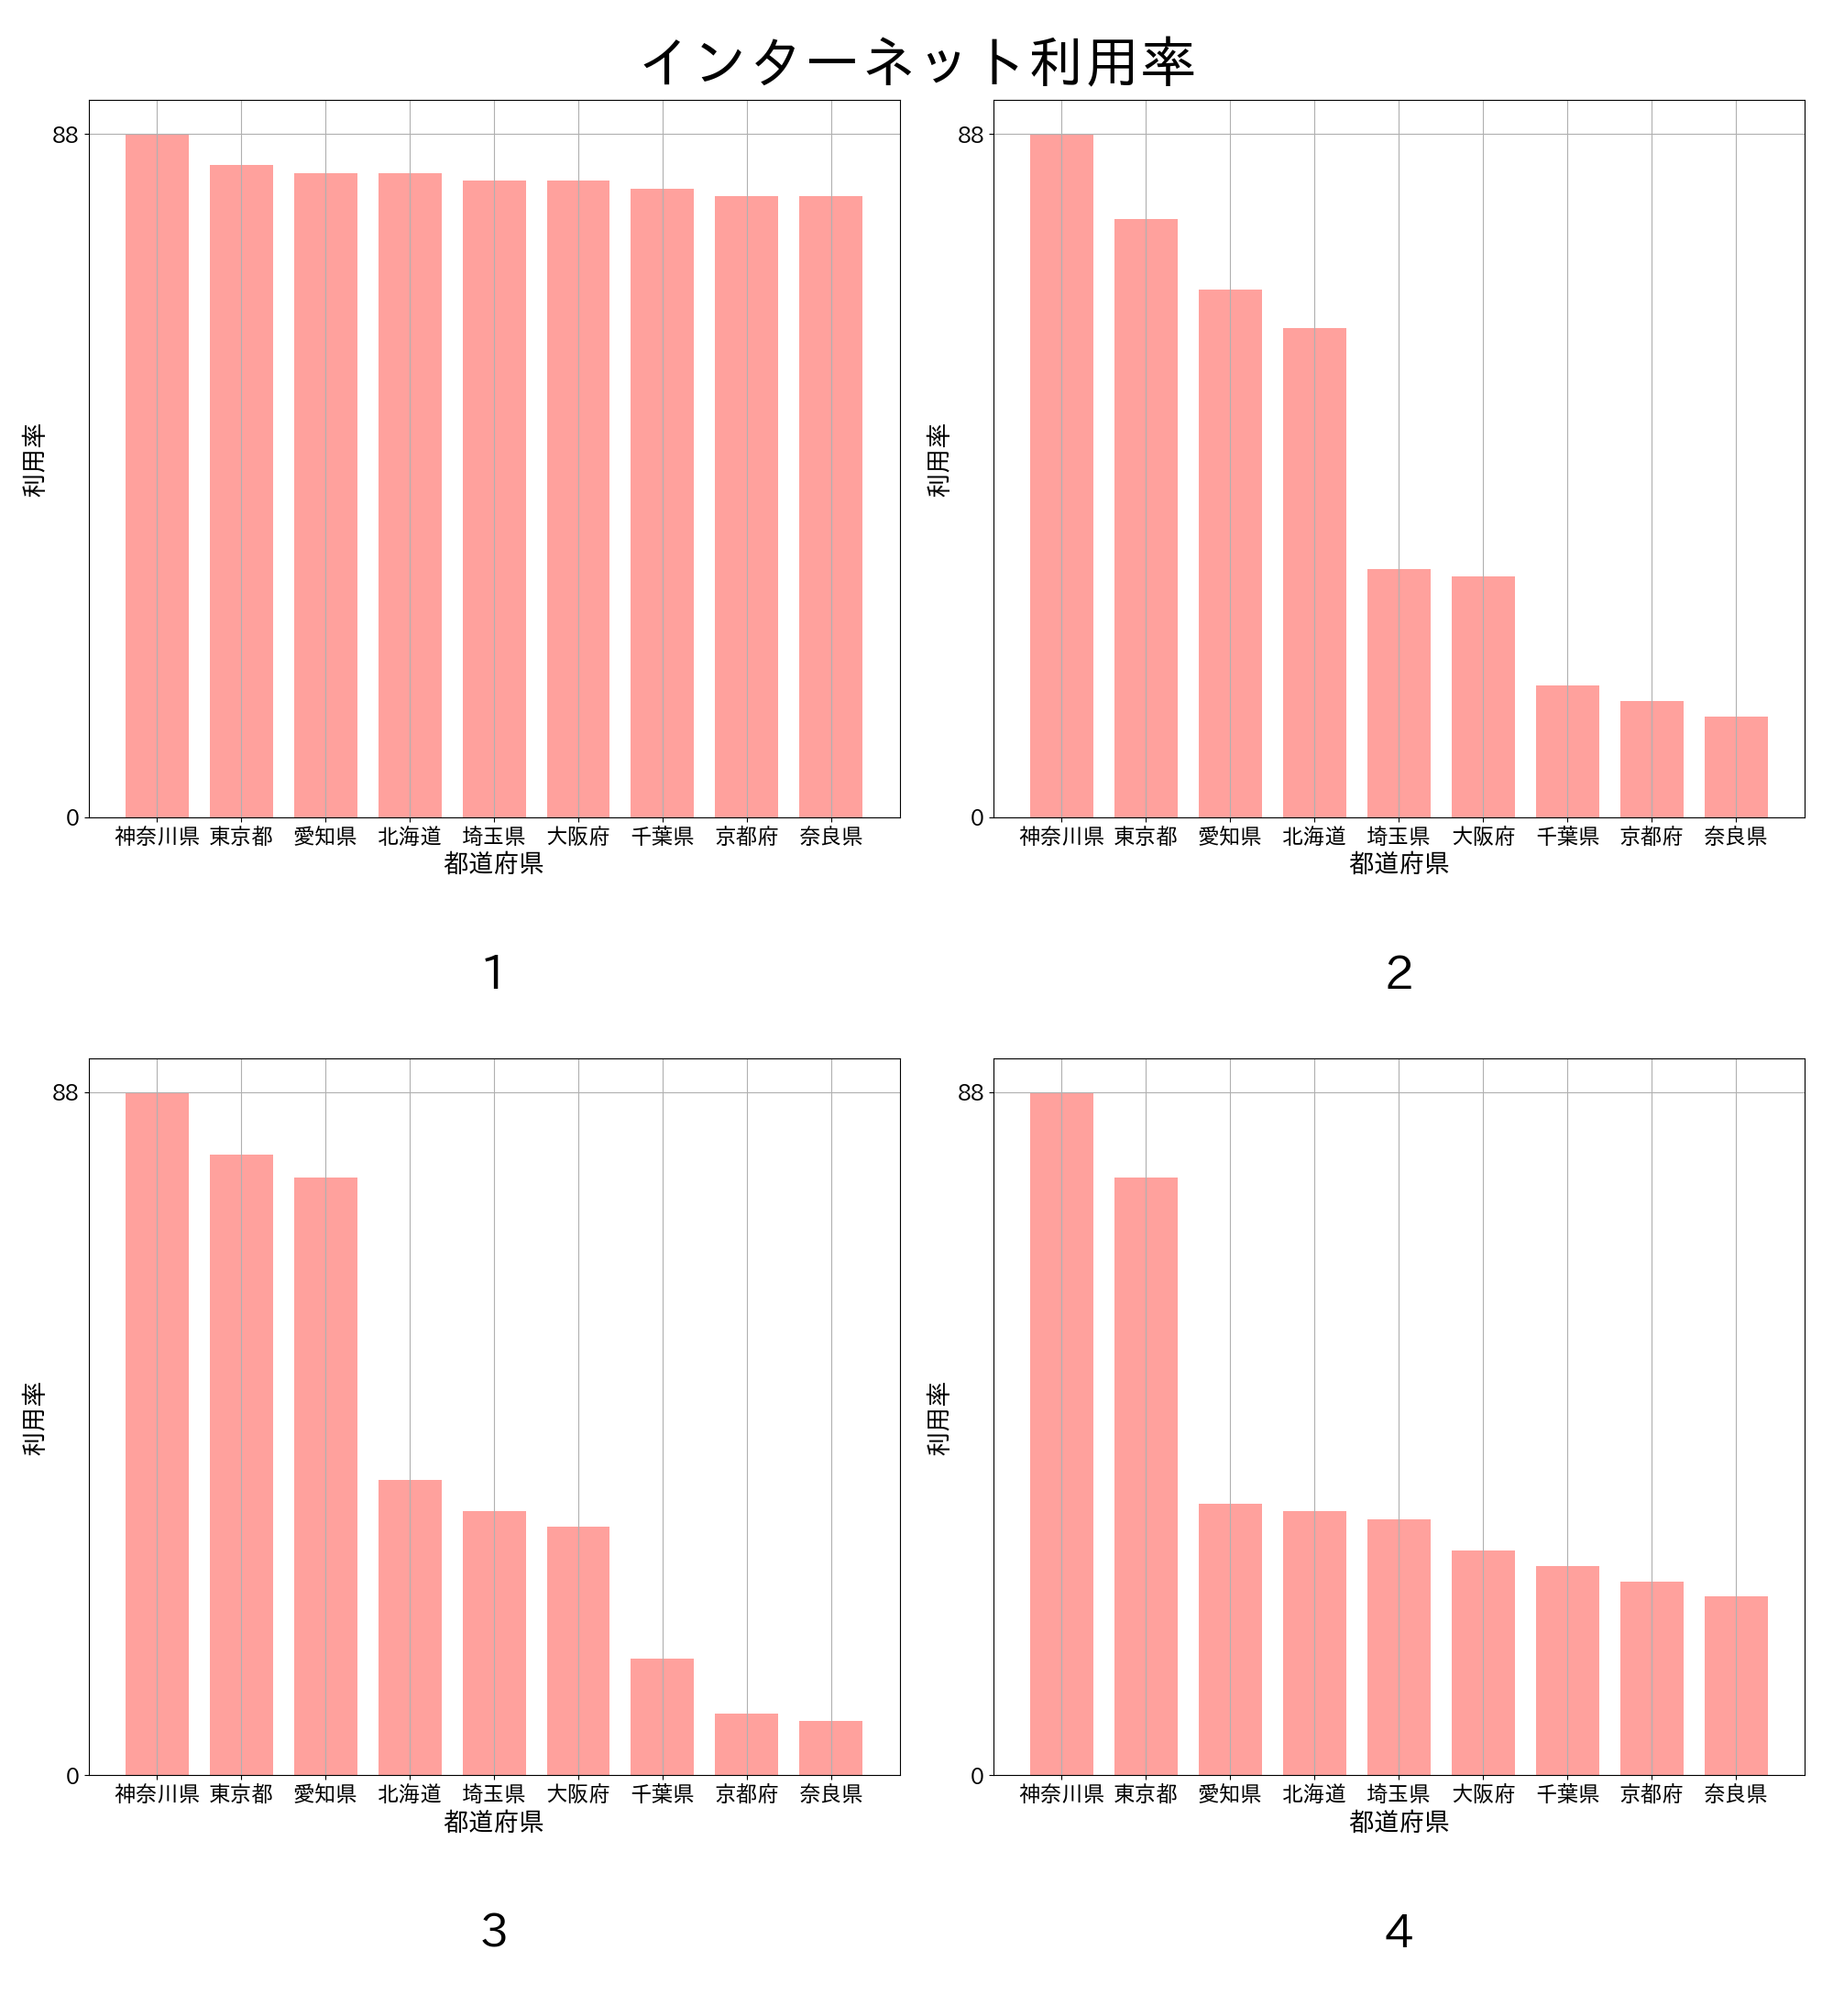 インターネット利用率
88
0
利用率
神奈川県 東京都 愛知県 北海道 埼玉県 大阪府 千葉県 京都府 奈良県
都道府県
1
88
0
利用率
神奈川県 東京都 愛知県 北海道 埼玉県 大阪府 千葉県 京都府 奈良県
都道府県
2
88
0
利用率
神奈川県 東京都 愛知県 北海道 埼玉県 大阪府 千葉県 京都府 奈良県
都道府県
3
88
0
利用率
神奈川県 東京都 愛知県 北海道 埼玉県 大阪府 千葉県 京都府 奈良県
都道府県
4